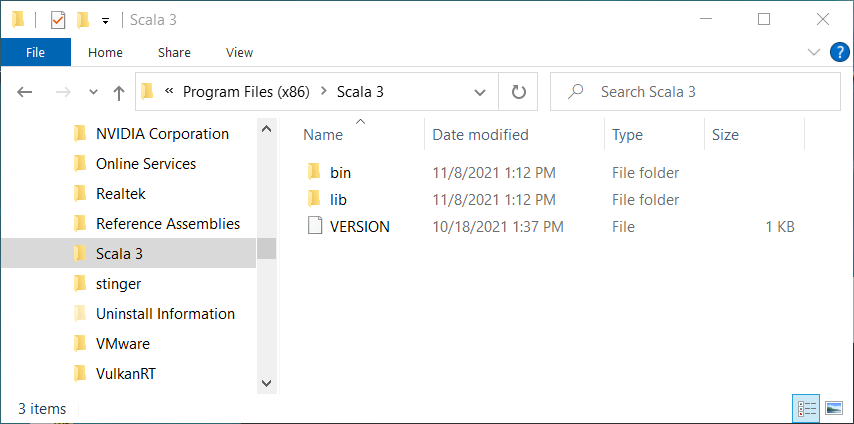 Scala 3
File Home Share View
« Program Files (x86) > Scala 3 Search Scala 3
NVIDIA Corporation
Online Services
Realtek
Reference Assemblies
Scala 3
stinger
Uninstall Information
VMware
VulkanRT
Name Date modified Type Size
bin 11/8/2021 1:12 PM File folder
lib 11/8/2021 1:12 PM File folder
VERSION 10/18/2021 1:37 PM File 1 KB
3 items